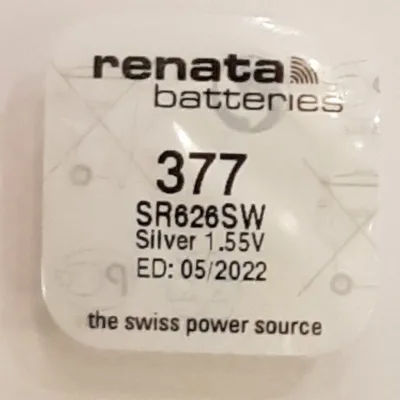 renata
batteries
377
SR626SW
Silver 1.55V
ED: 05/2022
the swiss power source